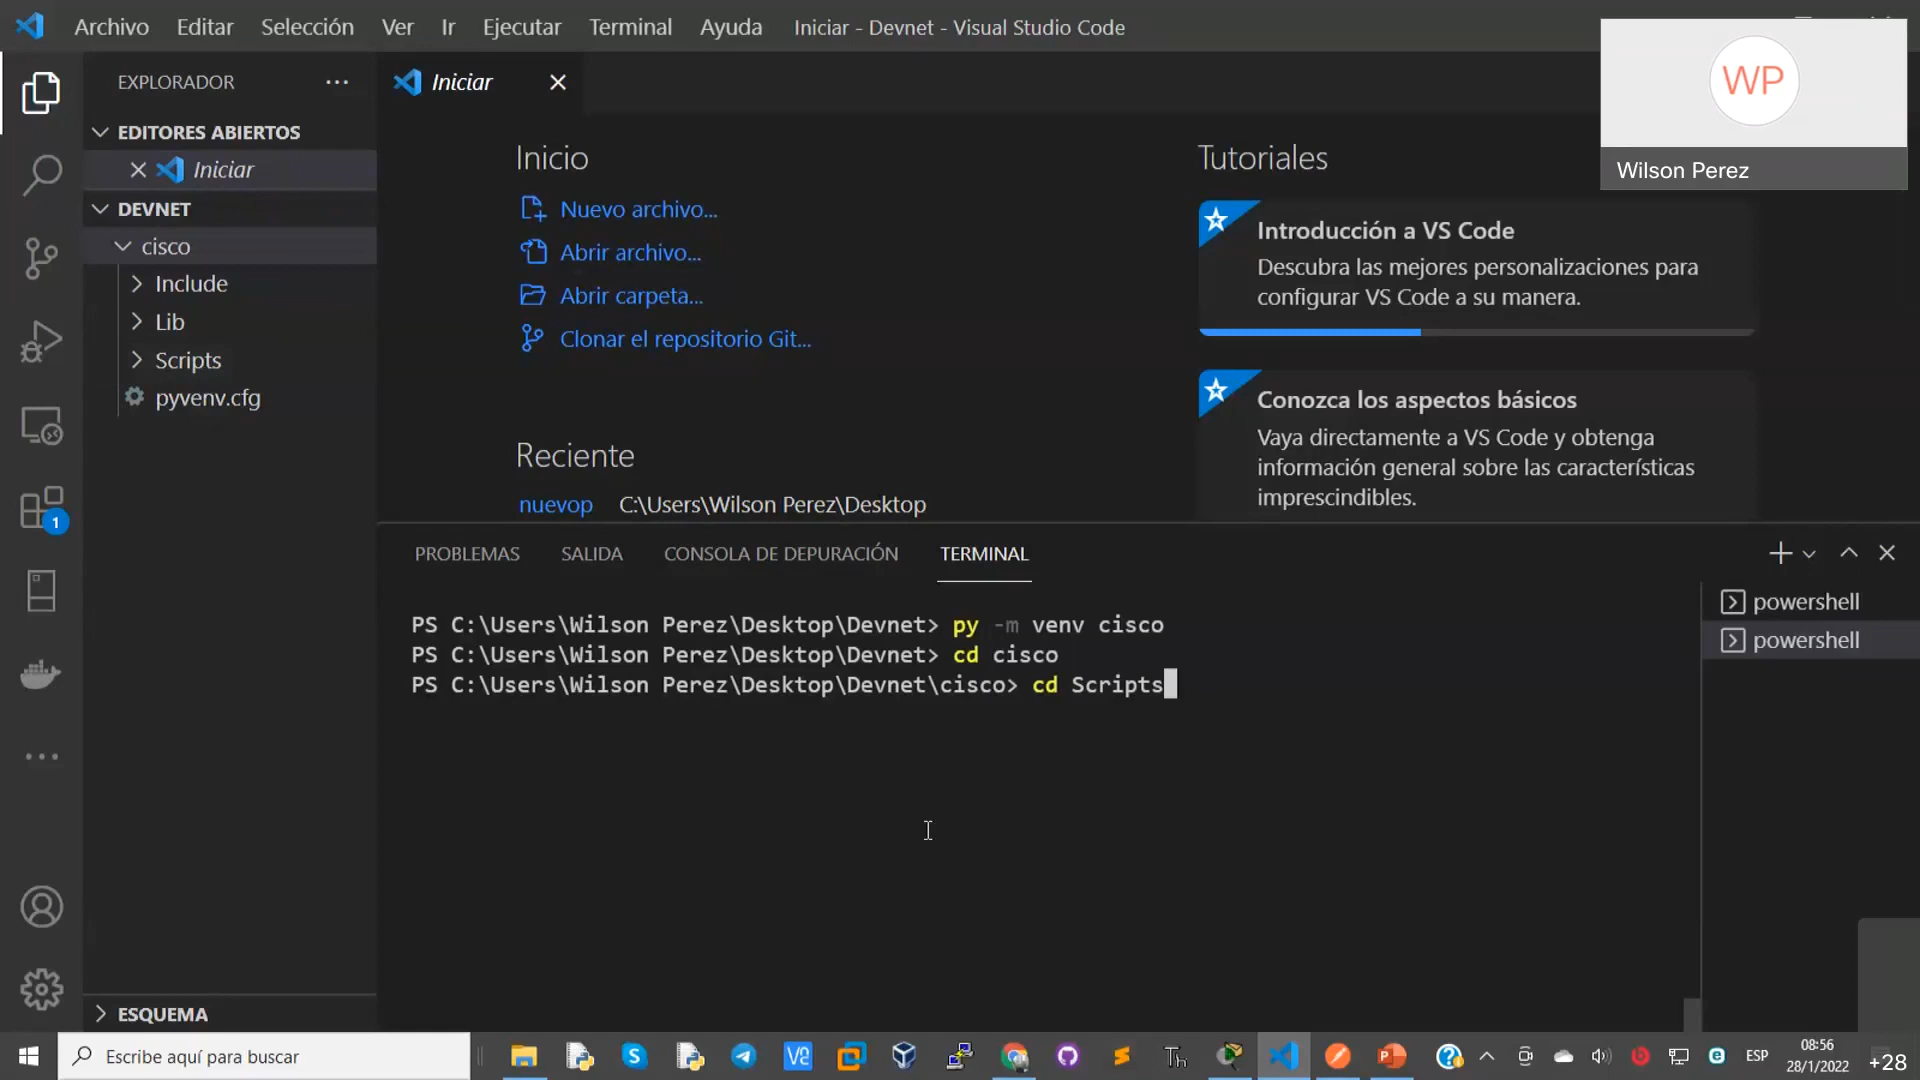 Archivo Editar Selección Ver Ir Ejecutar Terminal Ayuda Iniciar - Devnet - Visual Studio Code
WP
Wilson Perez
EXPLORADOR
EDITORES ABIERTOS
Iniciar
DEVNET
cisco
Include
Lib
Scripts
pyvenv.cfg
ESQUEMA
1
Iniciar
Inicio
Nuevo archivo...
Abrir archivo...
Abrir carpeta...
Clonar el repositorio Git...
Reciente
nuevop C:\Users\Wilson Perez\Desktop
Tutoriales
Introducción a VS Code
Descubra las mejores personalizaciones para
configurar VS Code a su manera.
Conozca los aspectos básicos
Vaya directamente a VS Code y obtenga
información general sobre las características
imprescindibles.
PROBLEMAS SALIDA CONSOLA DE DEPURACIÓN TERMINAL
PS C:\Users\Wilson Perez\Desktop\Devnet> py -m venv cisco
PS C:\Users\Wilson Perez\Desktop\Devnet> cd cisco
PS C:\Users\Wilson Perez\Desktop\Devnet\cisco> cd Scripts
powershell
powershell
Escribe aquí para buscar
Th
ESP
08:56
28/1/2022
+28